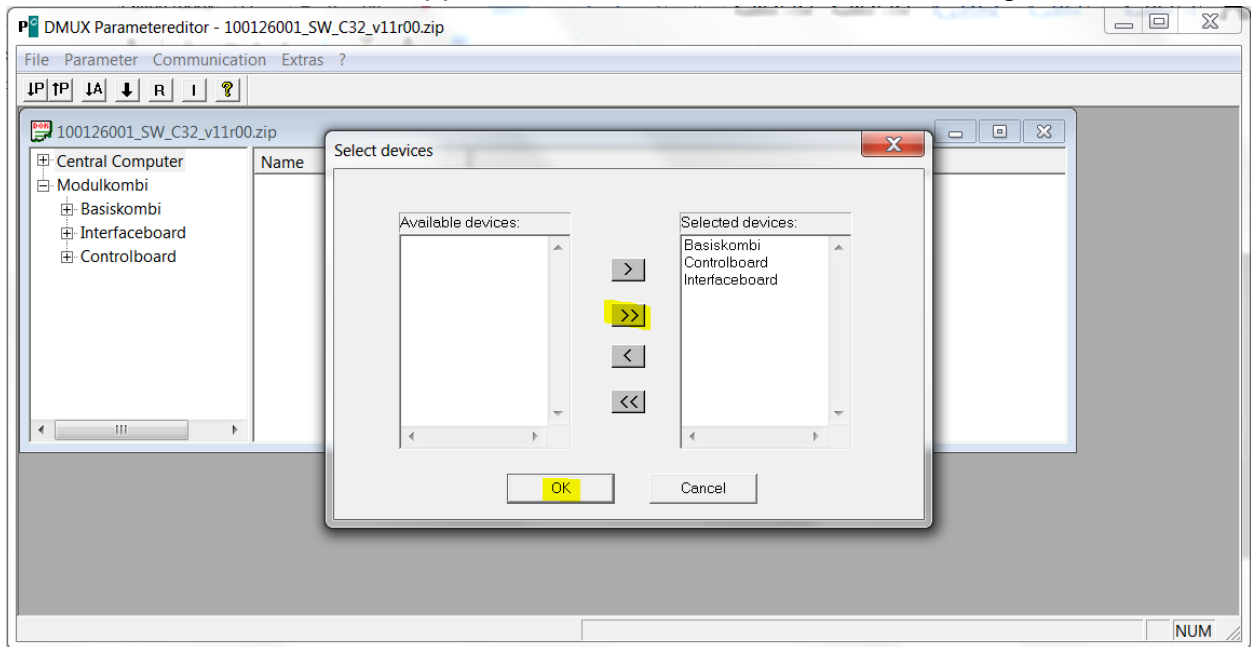 DMUX Parametereditor - 100126001_SW_C32_v11r00.zip
File Parameter Communication Extras ?
↓P ↑P ↓A ↓ R I ?
100126001_SW_C32_v11r00.zip
Central Computer
Modulkombi
Basiskombi
Interfaceboard
Controlboard
Name
Select devices
Available devices:
Selected devices:
Basiskombi
Controlboard
Interfaceboard
>
>>
<
<<
OK Cancel
NUM